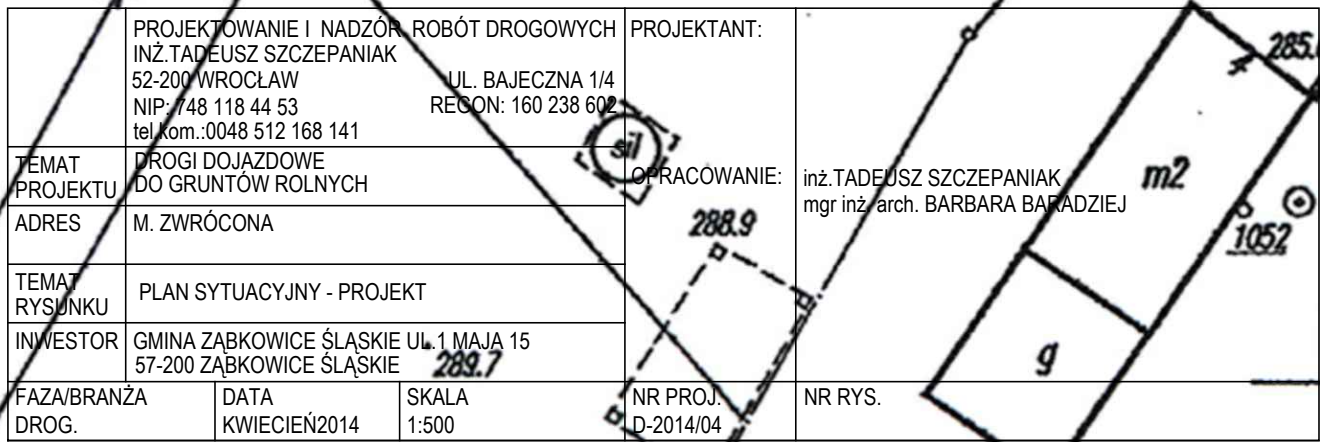 PROJEKTOWANIE I NADZÓR ROBÓT DROGOWYCH
INŻ.TADEUSZ SZCZEPANIAK
52-200 WROCŁAW UL. BAJECZNA 1/4
NIP: 748 118 44 53 REGON: 160 238 602
tel.kom.:0048 512 168 141
PROJEKTANT:
TEMAT PROJEKTU
DROGI DOJAZDOWE
DO GRUNTÓW ROLNYCH
OPRACOWANIE:
inż.TADEUSZ SZCZEPANIAK
mgr inż. arch. BARBARA BARADZIEJ
ADRES
M. ZWRÓCONA
TEMAT RYSUNKU
PLAN SYTUACYJNY - PROJEKT
INWESTOR
GMINA ZĄBKOWICE ŚLĄSKIE UL.1 MAJA 15
57-200 ZĄBKOWICE ŚLĄSKIE
FAZA/BRANŻA
DROG.
DATA
KWIECIEŃ2014
SKALA
1:500
NR PROJ.
D-2014/04
NR RYS.
sil
288.9
289.7
m2
g
1052